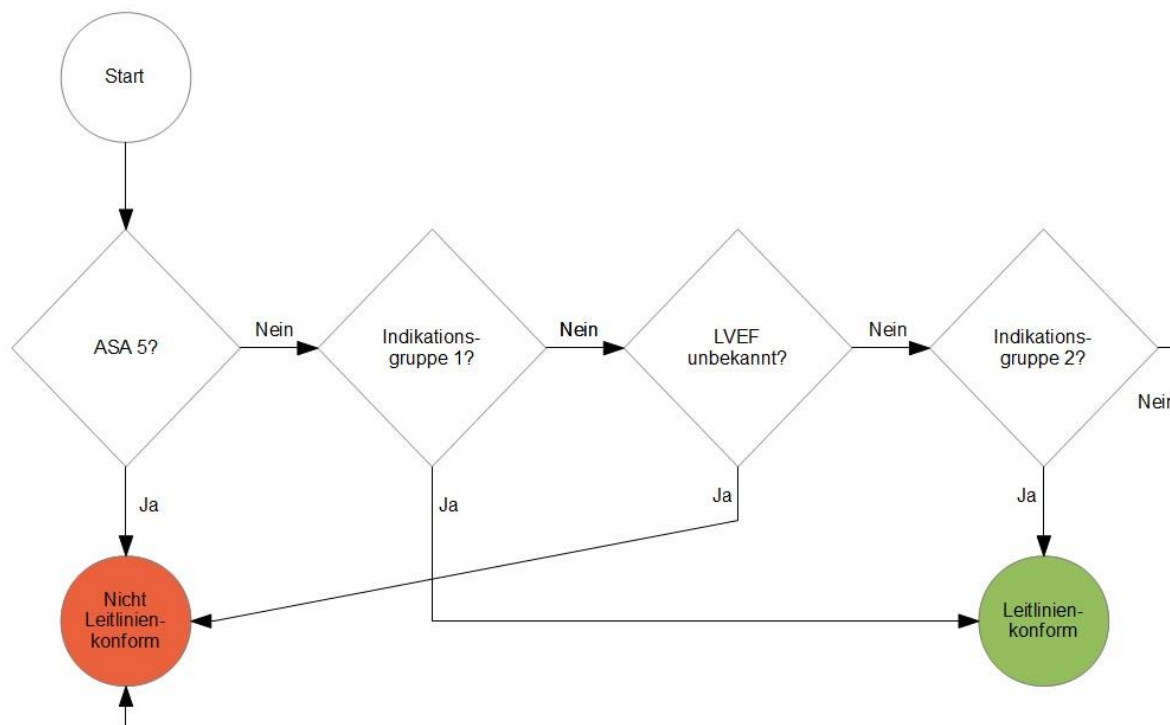 Start
ASA 5?
Nein
Indikations-
gruppe 1?
Nein
LVEF
unbekannt?
Nein
Indikations-
gruppe 2?
Nein
Ja
Ja
Ja
Ja
Nicht
Leitlinien-
konform
Leitlinien-
konform